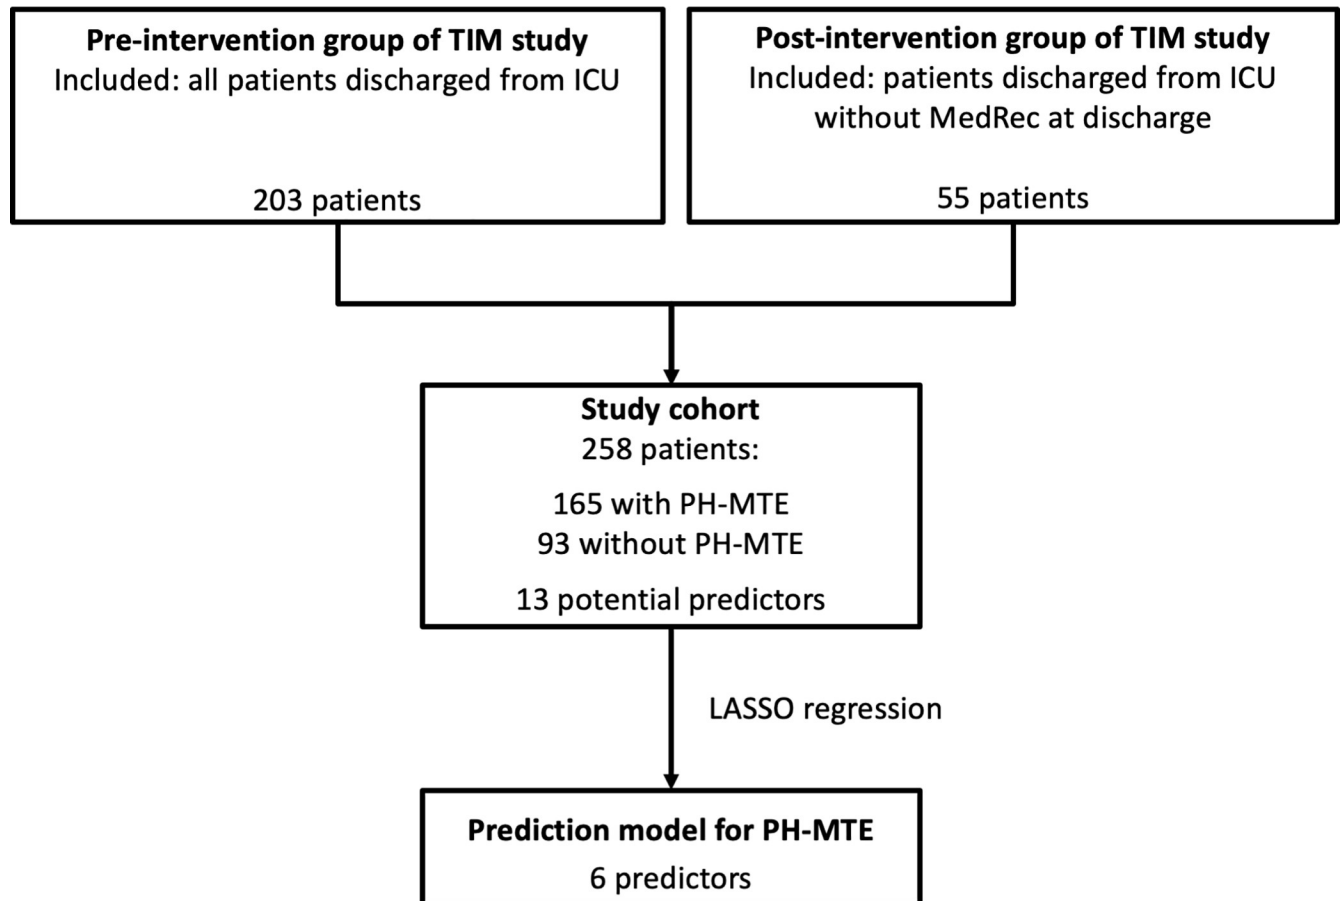 Pre-intervention group of TIM study
Included: all patients discharged from ICU
203 patients
Post-intervention group of TIM study
Included: patients discharged from ICU
without MedRec at discharge
55 patients
Study cohort
258 patients:
165 with PH-MTE
93 without PH-MTE
13 potential predictors
LASSO regression
Prediction model for PH-MTE
6 predictors